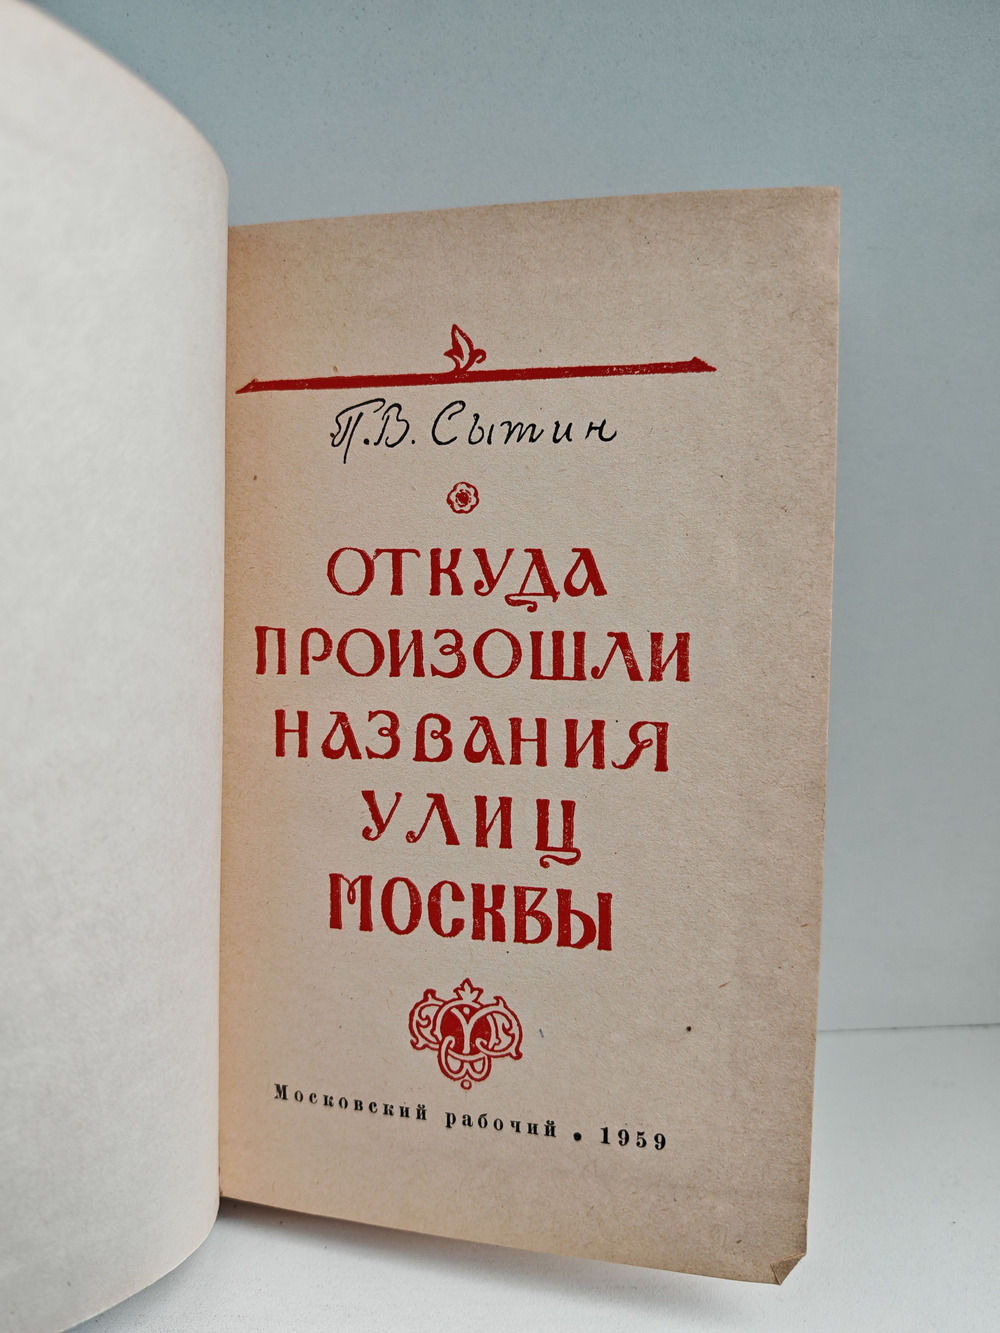 П.В. Сытин
ОТКУДА
ПРОИЗОШЛИ
НАЗВАНИЯ
УЛИЦ
МОСКВЫ
Московский рабочий • 1959